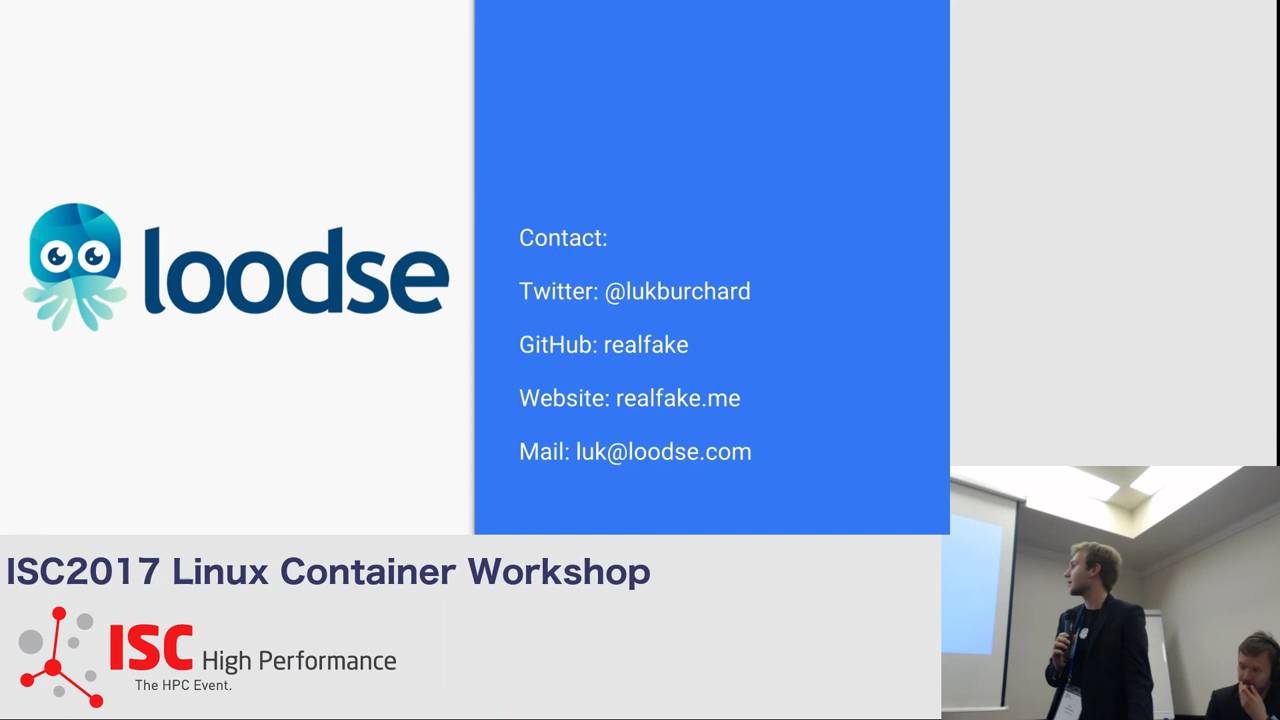 loodse
Contact:
Twitter: @lukburchard
GitHub: realfake
Website: realfake.me
Mail: luk@loodse.com
ISC2017 Linux Container Workshop
ISC High Performance
The HPC Event.